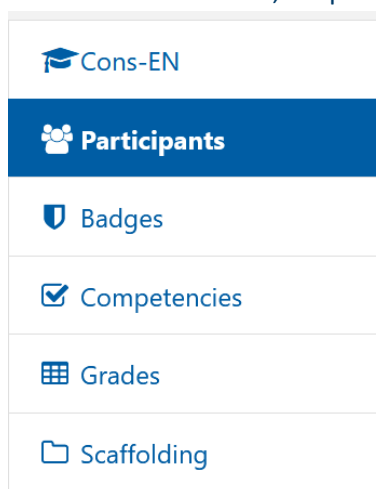 Cons-EN
Participants
Badges
Competencies
Grades
Scaffolding